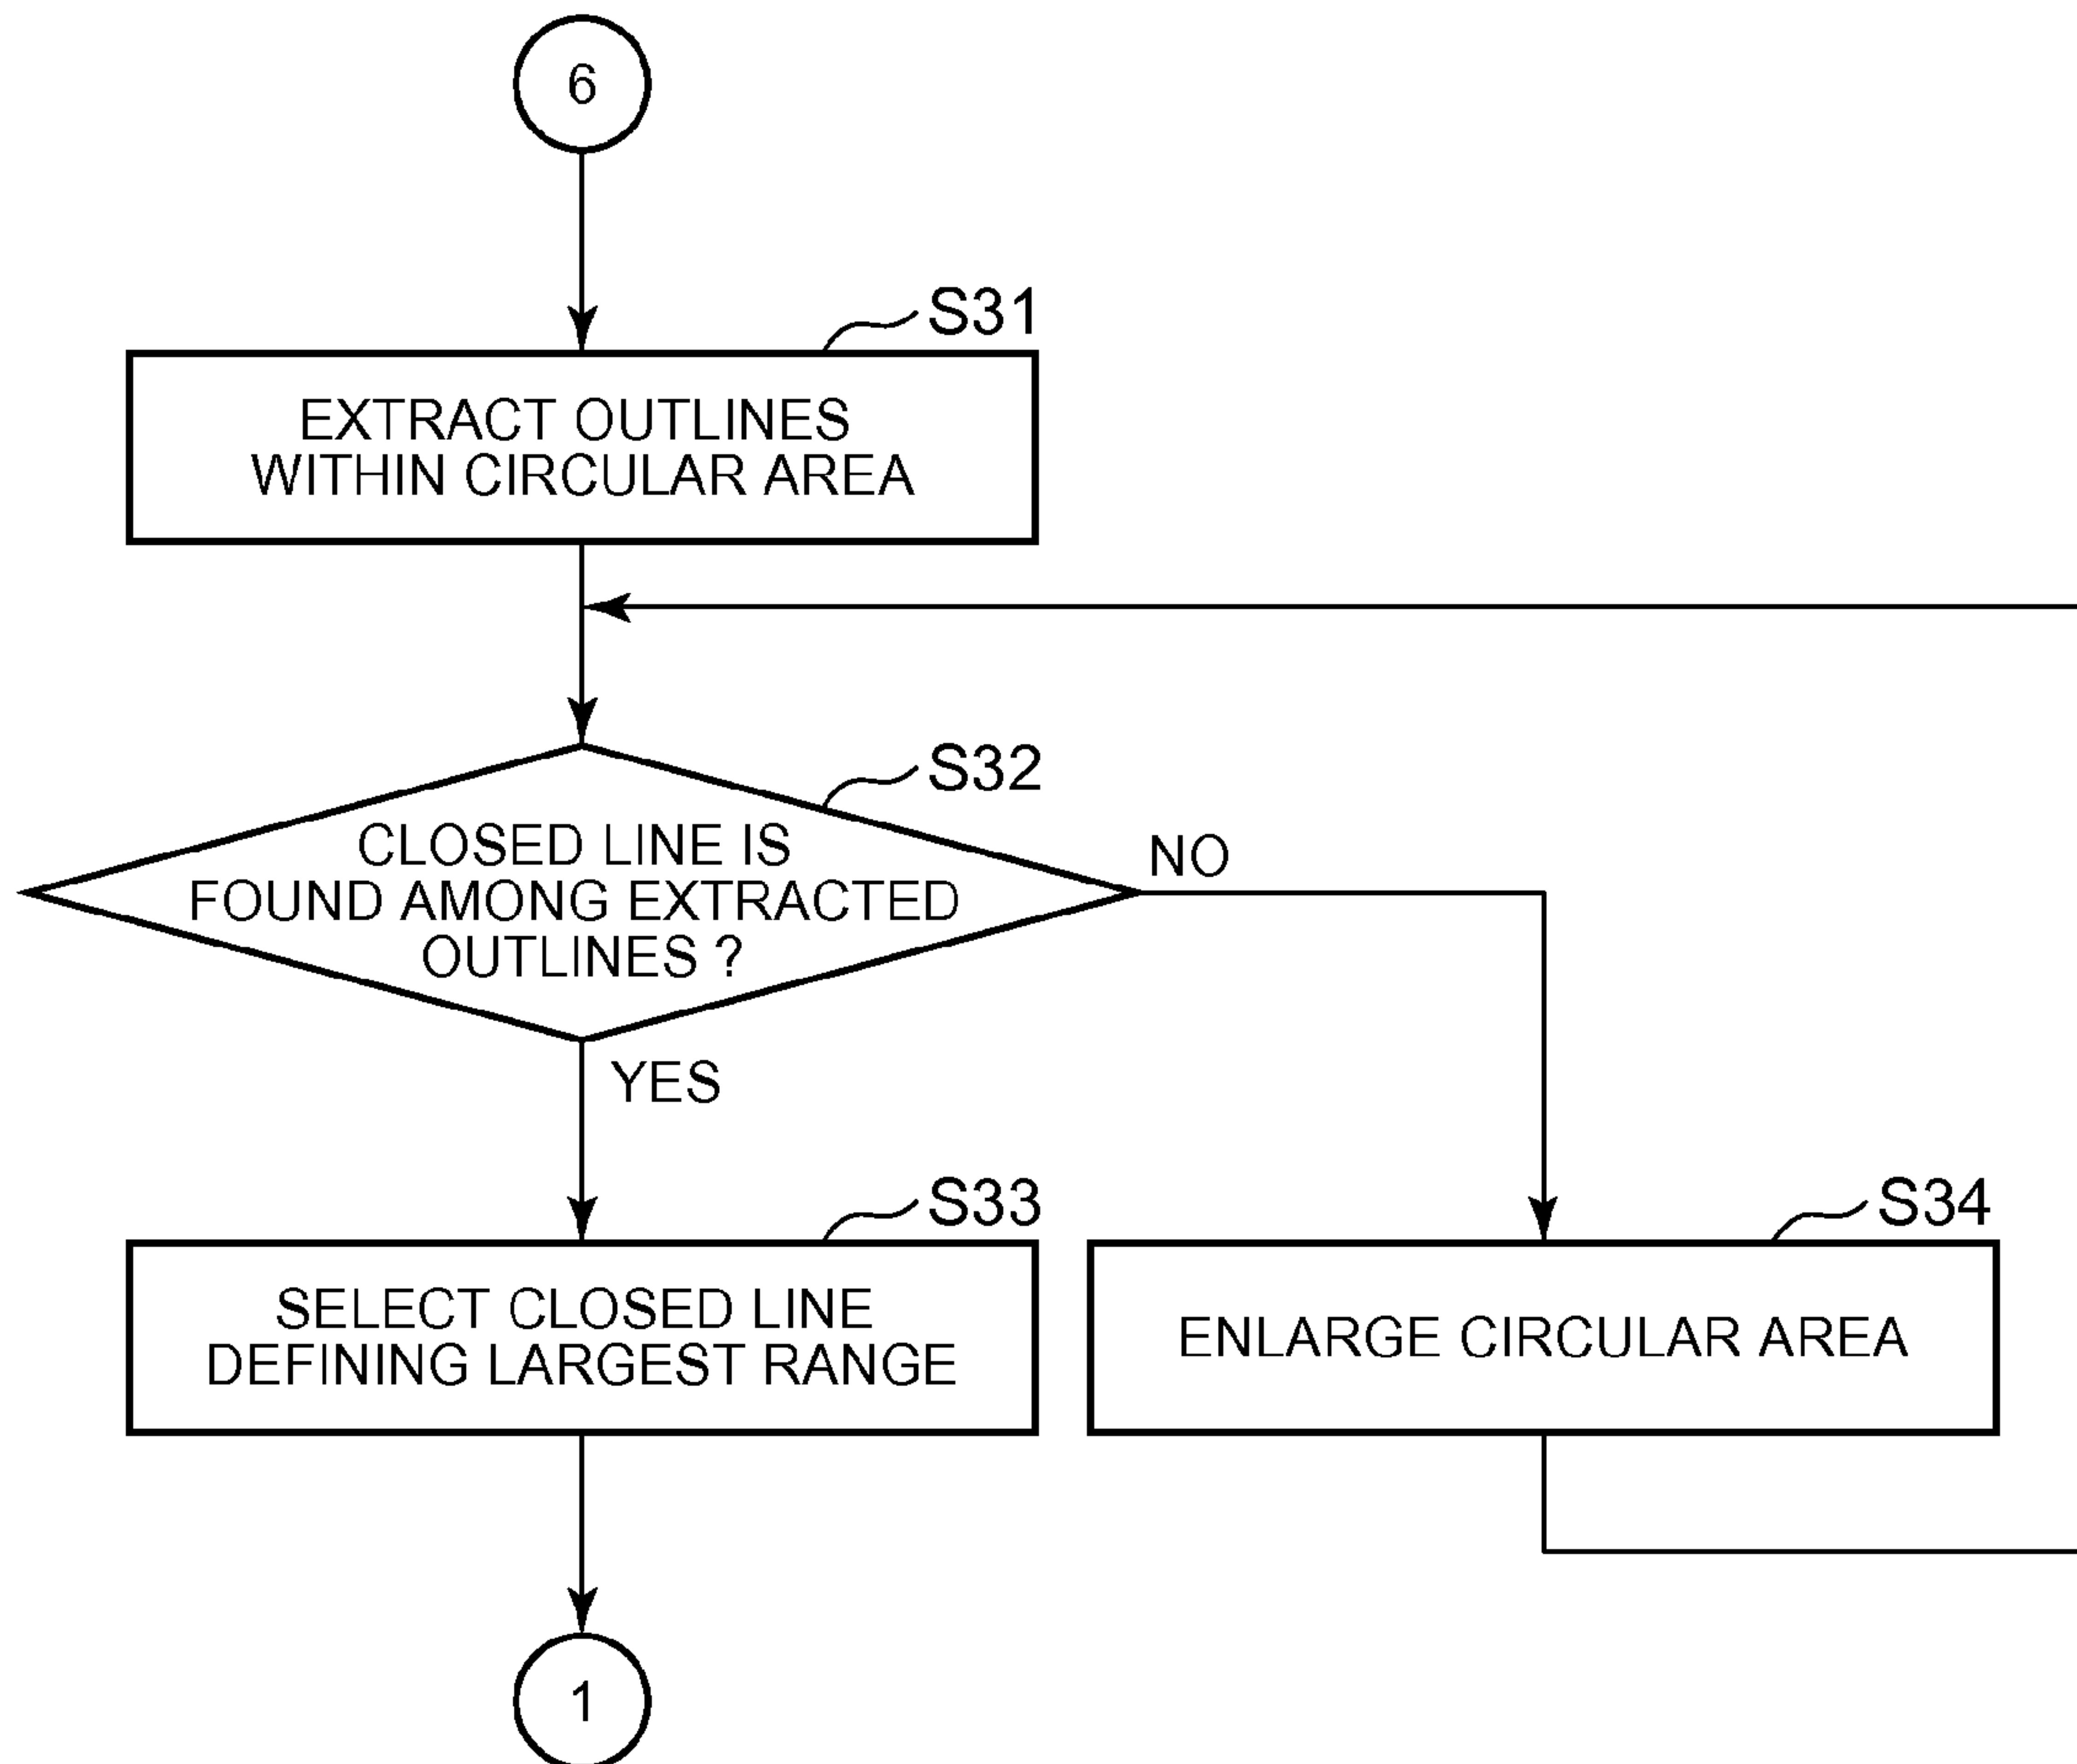 6
S31
EXTRACT OUTLINES
WITHIN CIRCULAR AREA
S32
CLOSED LINE IS
FOUND AMONG EXTRACTED
OUTLINES ?
NO
YES
S33
SELECT CLOSED LINE
DEFINING LARGEST RANGE
S34
ENLARGE CIRCULAR AREA
1